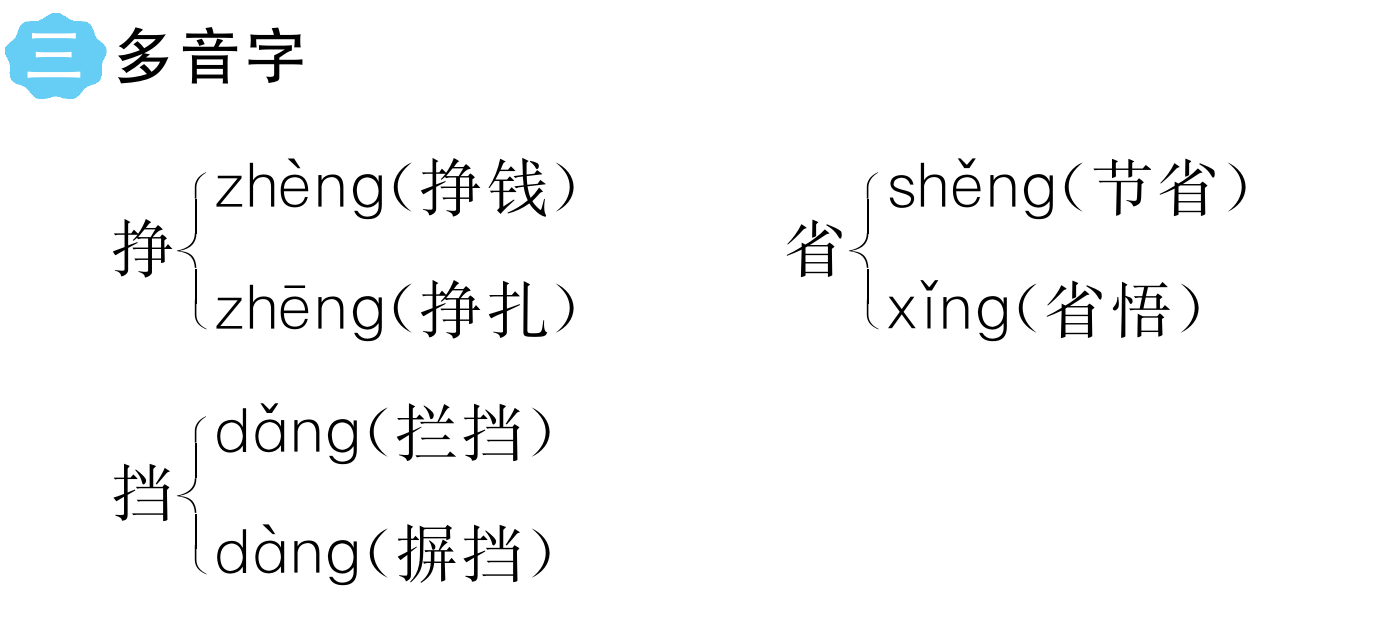 三 多音字
挣{zhèng(挣钱)
zhēng(挣扎)
省{shěng(节省)
xǐng(省悟)
挡{dǎng(拦挡)
dàng(摒挡)